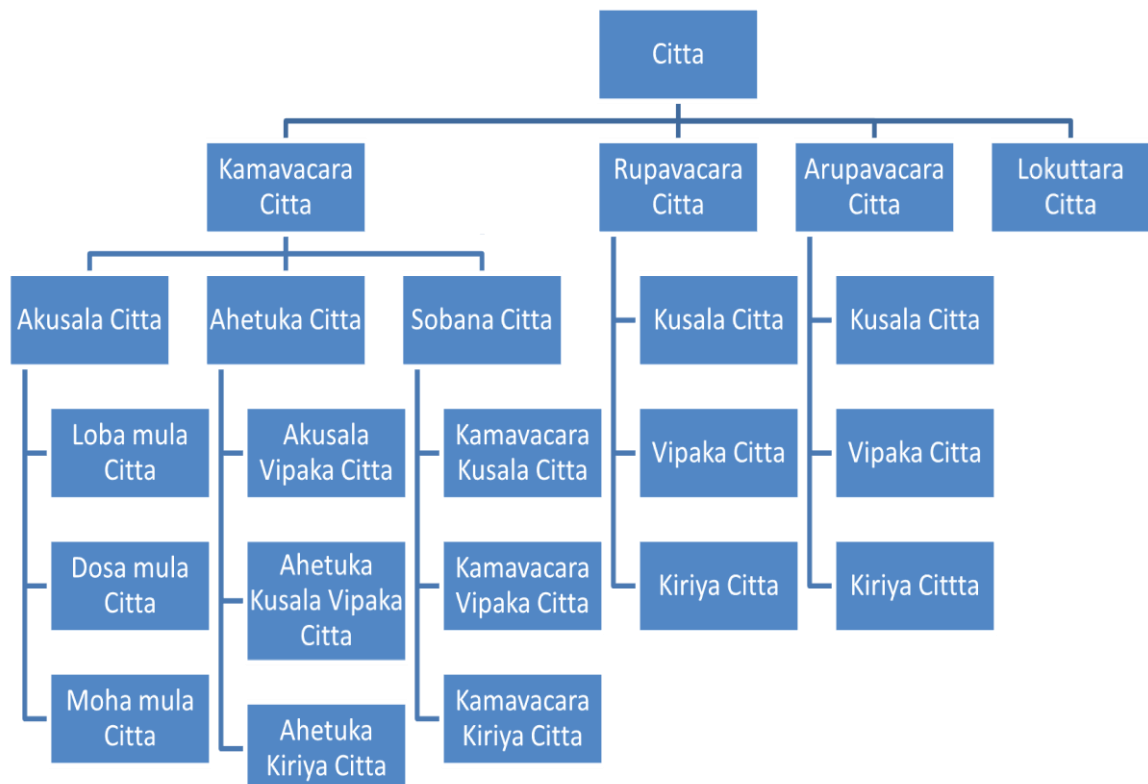 Citta
Kamavacara
Citta
Rupavacara
Citta
Arupavacara
Citta
Lokuttara
Citta
Akusala Citta
Ahetuka Citta
Sobana Citta
Kusala Citta
Kusala Citta
Loba mula
Citta
Akusala
Vipaka Citta
Kamavacara
Kusala Citta
Vipaka Citta
Vipaka Citta
Dosa mula
Citta
Ahetuka
Kusala Vipaka
Citta
Kamavacara
Vipaka Citta
Kiriya Citta
Kiriya Cittta
Moha mula
Citta
Ahetuka
Kiriya Citta
Kamavacara
Kiriya Citta